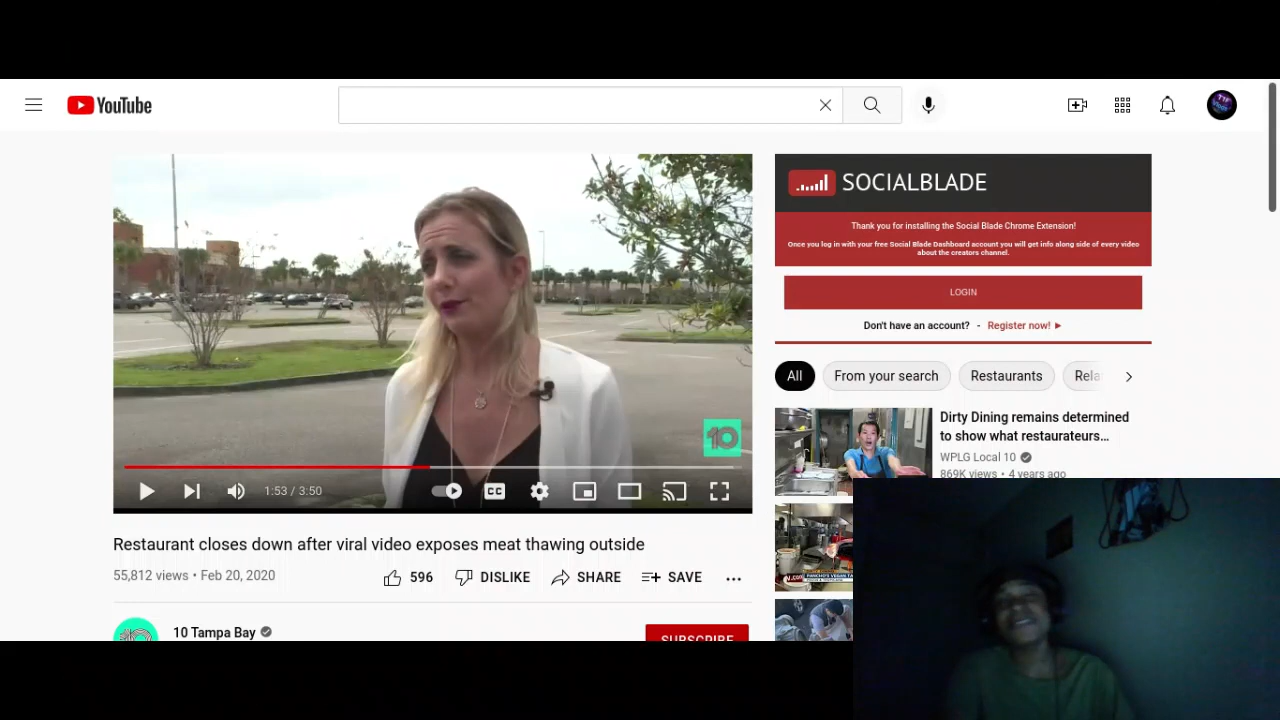 YouTube
SOCIALBLADE
Thank you for installing the Social Blade Chrome Extension!
Once you log in with your free Social Blade Dashboard account you will get info along side of every video
about the creators channel.
LOGIN
Don't have an account? - Register now! ►
All
From your search
Restaurants
Rela
10
CC
1:53 / 3:50
Restaurant closes down after viral video exposes meat thawing outside
55,812 views • Feb 20, 2020
596
DISLIKE
SHARE
SAVE
10 Tampa Bay
SUBSCRIBE
Dirty Dining remains determined
to show what restaurateurs…
WPLG Local 10
869K views • 4 years ago